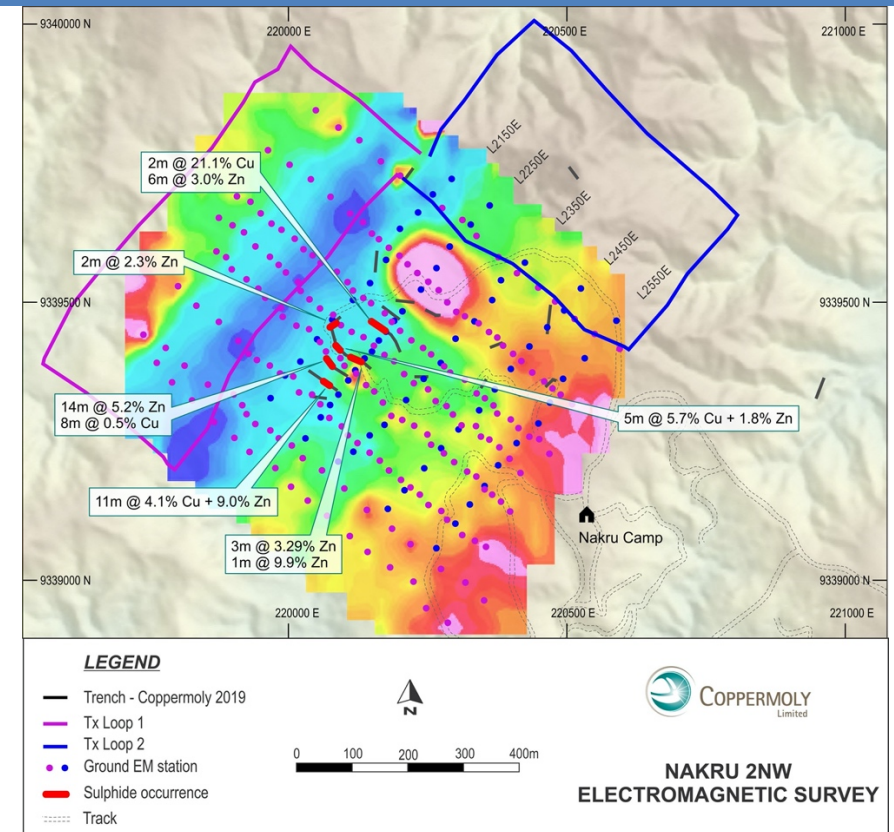 9340000 N
220000 E
220500 E
221000 E
L2150E
L2250E
L2350E
L2450E
L2550E
2m @ 21.1% Cu
6m @ 3.0% Zn
2m @ 2.3% Zn
9339500 N
9339500 N
14m @ 5.2% Zn
8m @ 0.5% Cu
5m @ 5.7% Cu + 1.8% Zn
11m @ 4.1% Cu + 9.0% Zn
3m @ 3.29% Zn
1m @ 9.9% Zn
Nakru Camp
9339000 N
9339000 N
220000 E
220500 E
221000 E
LEGEND
Trench - Coppermoly 2019
Tx Loop 1
Tx Loop 2
Ground EM station
Sulphide occurrence
Track
N
0 100 200 300 400m
COPPERMOLY
Limited
NAKRU 2NW
ELECTROMAGNETIC SURVEY